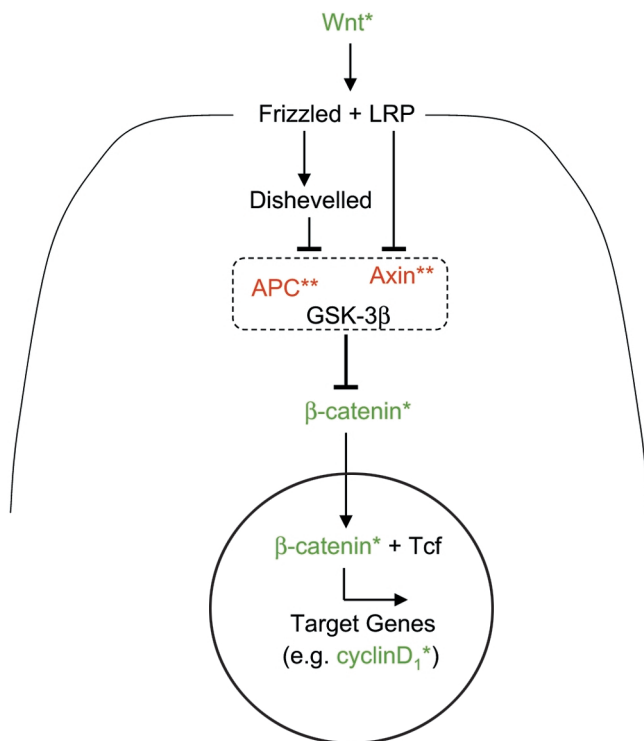 Wnt*
Frizzled + LRP
Dishevelled
APC** Axin**
GSK-3β
β-catenin*
β-catenin* + Tcf
Target Genes
(e.g. cyclinD₁*)